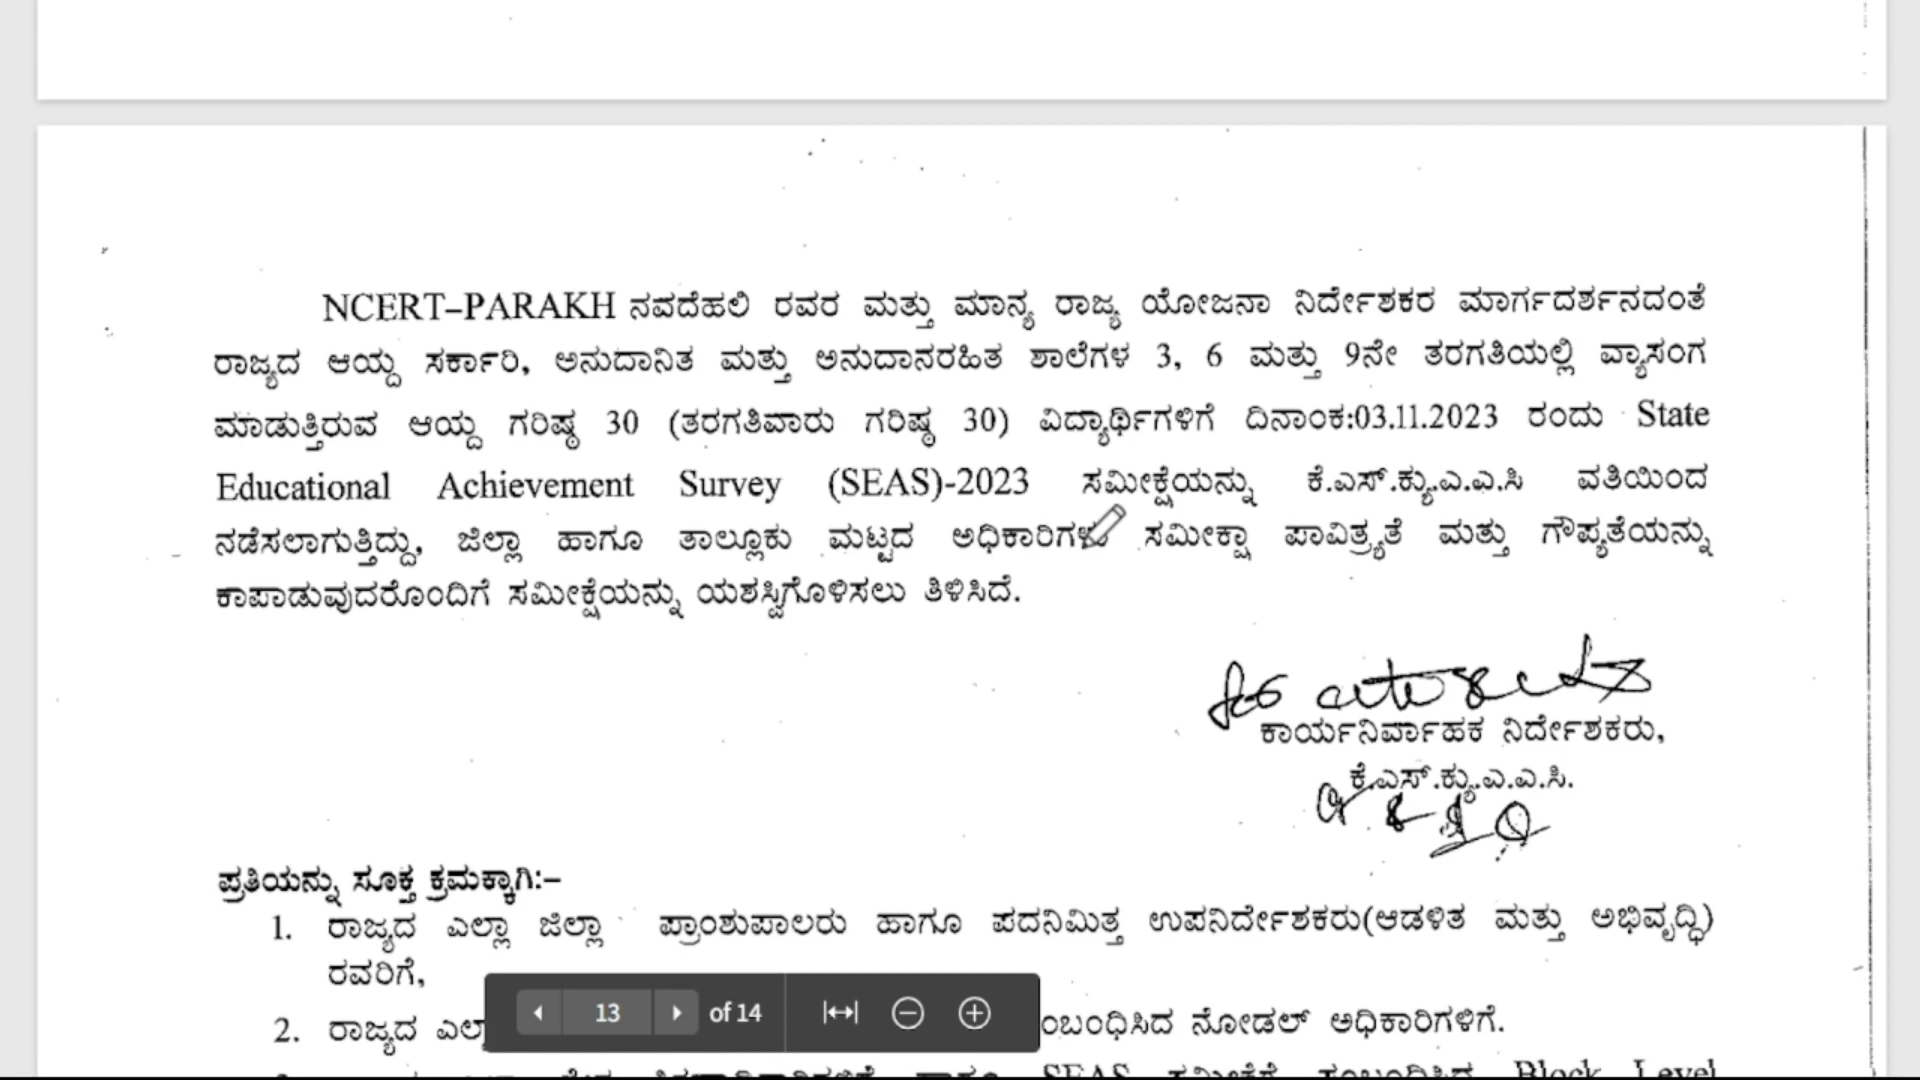 NCERT–PARAKH ನವದೆಹಲಿ ರವರ ಮತ್ತು ಮಾನ್ಯ ರಾಜ್ಯ ಯೋಜನಾ ನಿರ್ದೇಶಕರ ಮಾರ್ಗದರ್ಶನದಂತೆ
ರಾಜ್ಯದ ಆಯ್ದ ಸರ್ಕಾರಿ, ಅನುದಾನಿತ ಮತ್ತು ಅನುದಾನರಹಿತ ಶಾಲೆಗಳ 3, 6 ಮತ್ತು 9ನೇ ತರಗತಿಯಲ್ಲಿ ವ್ಯಾಸಂಗ
ಮಾಡುತ್ತಿರುವ ಆಯ್ದ ಗರಿಷ್ಠ 30 (ತರಗತಿವಾರು ಗರಿಷ್ಠ 30) ವಿದ್ಯಾರ್ಥಿಗಳಿಗೆ ದಿನಾಂಕ:03.11.2023 ರಂದು State
Educational Achievement Survey (SEAS)-2023 ಸಮೀಕ್ಷೆಯನ್ನು ಕೆ.ಎಸ್.ಕ್ಯು.ಎ.ಎ.ಸಿ ವತಿಯಿಂದ
ನಡೆಸಲಾಗುತ್ತಿದ್ದು, ಜಿಲ್ಲಾ ಹಾಗೂ ತಾಲ್ಲೂಕು ಮಟ್ಟದ ಅಧಿಕಾರಿಗಳು ಸಮೀಕ್ಷಾ ಪಾವಿತ್ರ್ಯತೆ ಮತ್ತು ಗೌಪ್ಯತೆಯನ್ನು
ಕಾಪಾಡುವುದರೊಂದಿಗೆ ಸಮೀಕ್ಷೆಯನ್ನು ಯಶಸ್ವಿಗೊಳಿಸಲು ತಿಳಿಸಿದೆ.
ಕಾರ್ಯನಿರ್ವಾಹಕ ನಿರ್ದೇಶಕರು,
ಕೆ.ಎಸ್.ಕ್ಯು.ಎ.ಎ.ಸಿ.
ಪ್ರತಿಯನ್ನು ಸೂಕ್ತ ಕ್ರಮಕ್ಕಾಗಿ:–
1. ರಾಜ್ಯದ ಎಲ್ಲಾ ಜಿಲ್ಲಾ ಪ್ರಾಂಶುಪಾಲರು ಹಾಗೂ ಪದನಿಮಿತ್ತ ಉಪನಿರ್ದೇಶಕರು(ಆಡಳಿತ ಮತ್ತು ಅಭಿವೃದ್ಧಿ)
ರವರಿಗೆ,
2. ರಾಜ್ಯದ ನೋಡಲ್ ಅಧಿಕಾರಿಗಳಿಗೆ.
SEAS Block Level
13 of 14